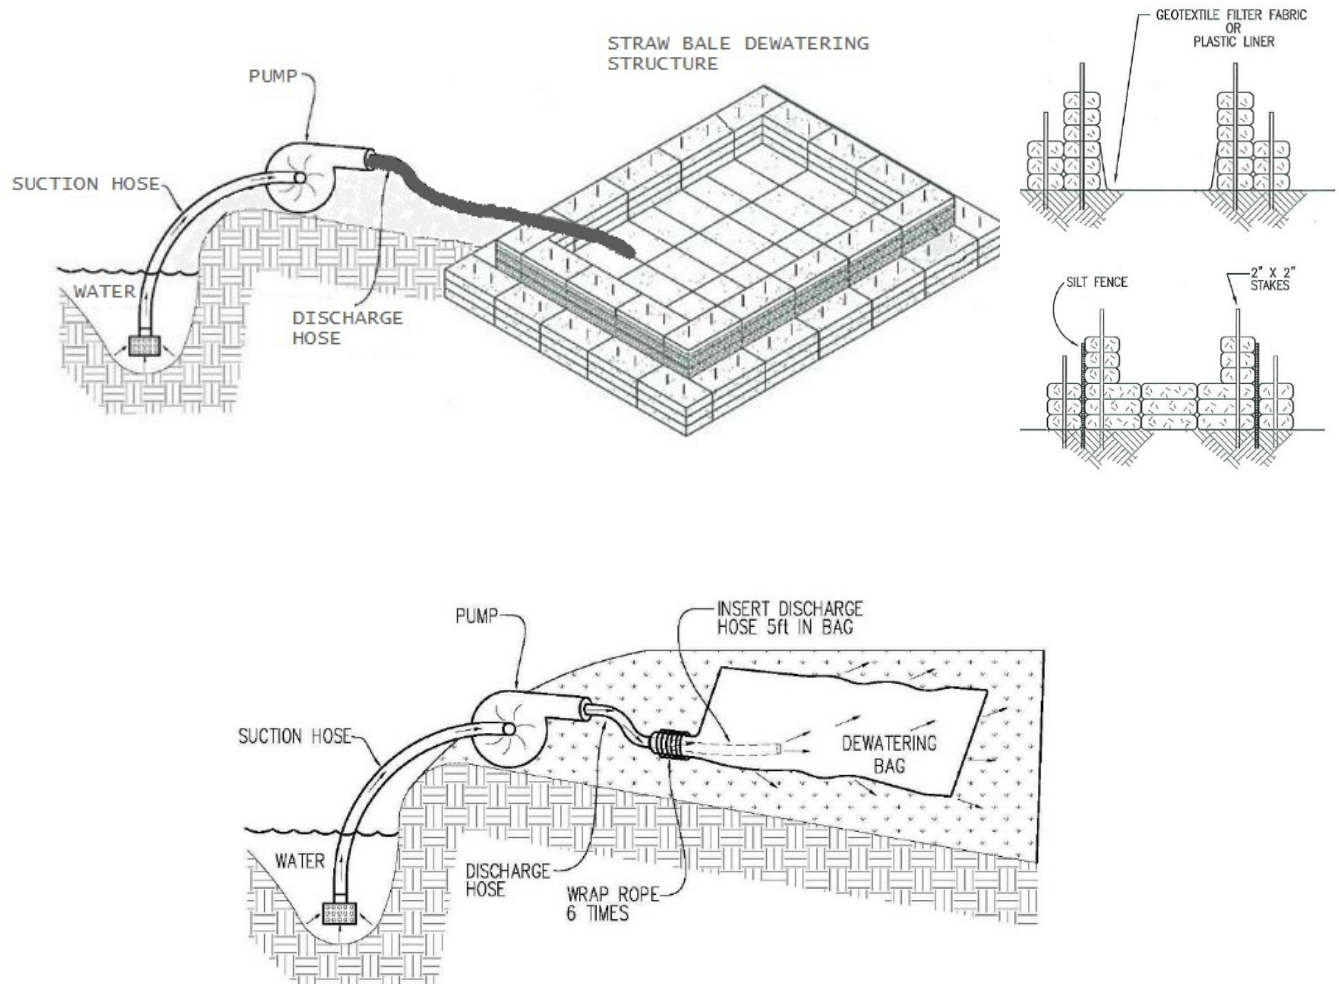 STRAW BALE DEWATERING
STRUCTURE
PUMP
SUCTION HOSE
WATER
DISCHARGE
HOSE
GEOTEXTILE FILTER FABRIC
OR
PLASTIC LINER
SILT FENCE
2" X 2"
STAKES
PUMP
INSERT DISCHARGE
HOSE 5ft IN BAG
SUCTION HOSE
DEWATERING
BAG
WATER
DISCHARGE
HOSE
WRAP ROPE
6 TIMES